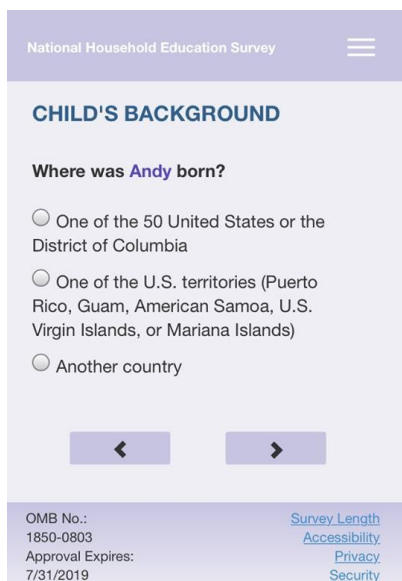 National Household Education Survey
CHILD'S BACKGROUND
Where was Andy born?
One of the 50 United States or the
District of Columbia
One of the U.S. territories (Puerto
Rico, Guam, American Samoa, U.S.
Virgin Islands, or Mariana Islands)
Another country
OMB No.:
1850-0803
Approval Expires:
7/31/2019
Survey Length
Accessibility
Privacy
Security